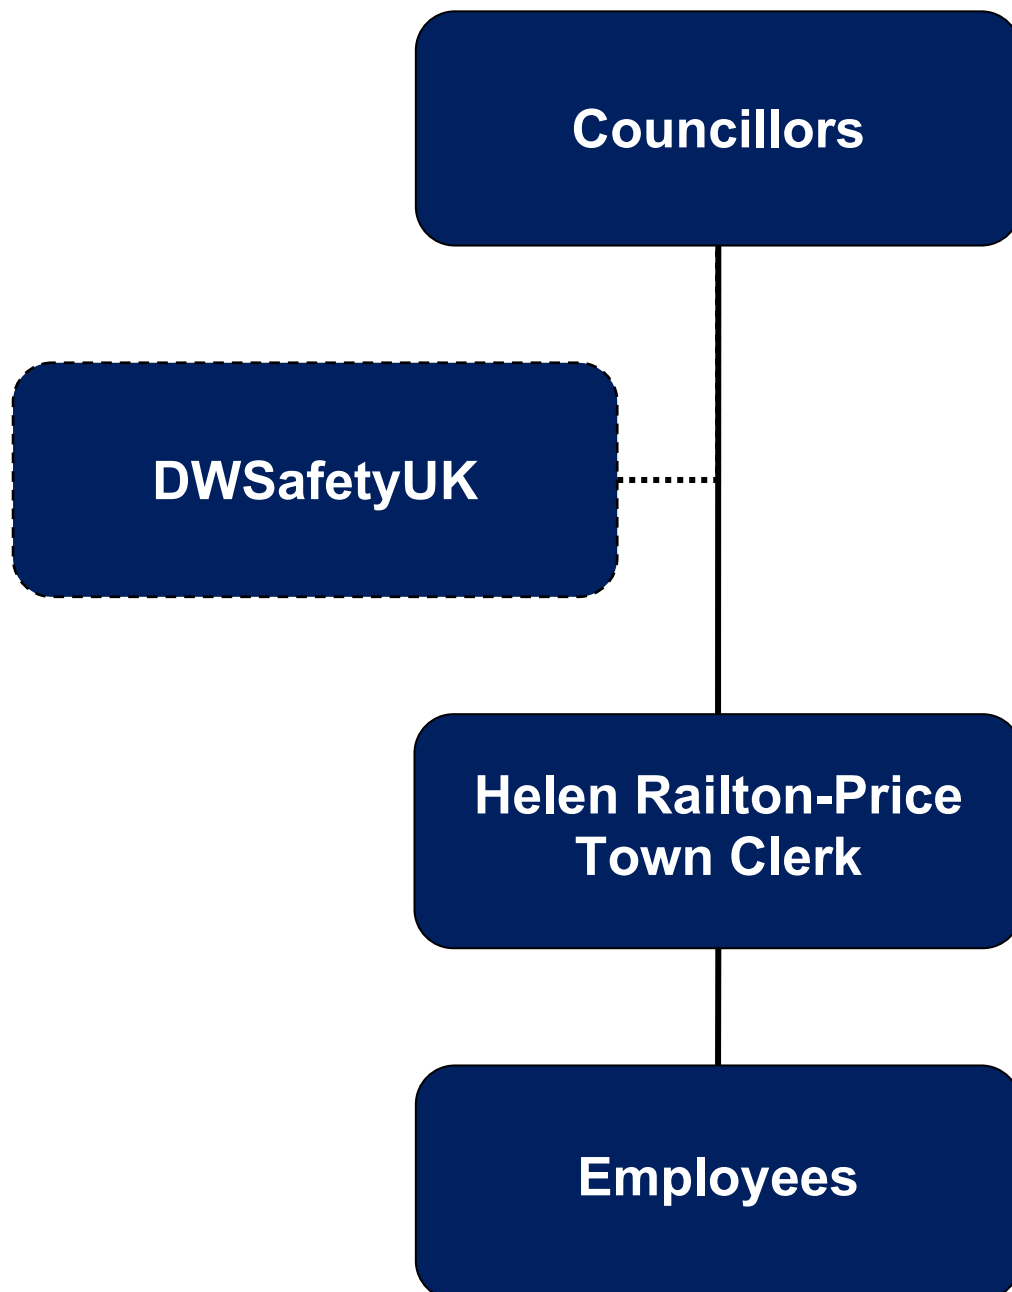 Councillors
DWSafetyUK
Helen Railton-Price
Town Clerk
Employees